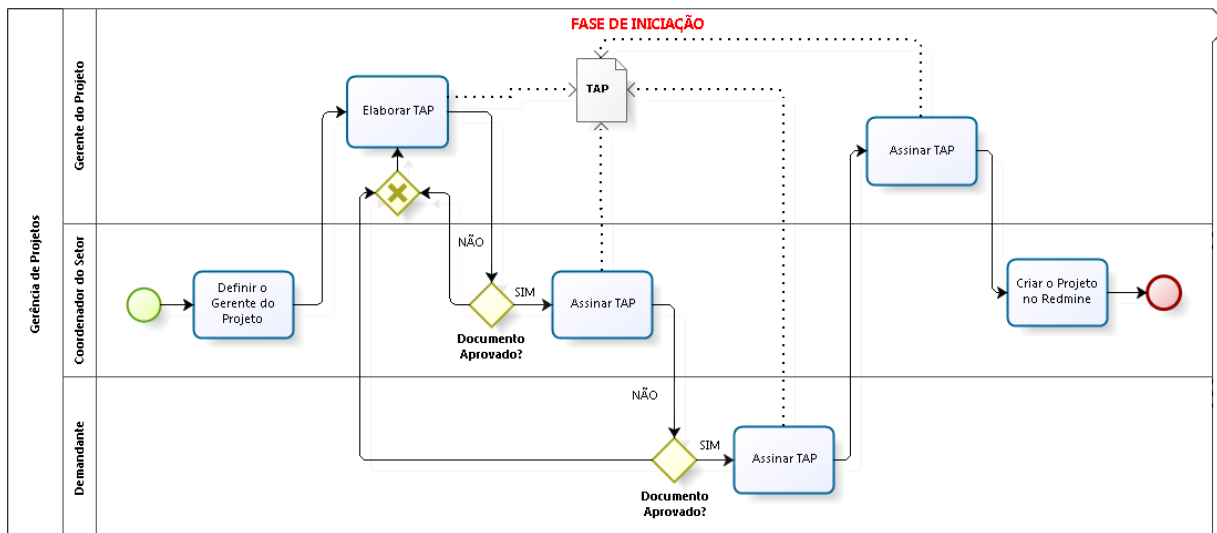 FASE DE INICIAÇÃO
Gerência de Projetos
Gerente do Projeto
TAP
Elaborar TAP
Assinar TAP
Coordenador do Setor
NÃO
Definir o
Gerente do
Projeto
SIM
Assinar TAP
Documento
Aprovado?
Criar o Projeto
no Redmine
Demandante
NÃO
SIM
Assinar TAP
Documento
Aprovado?